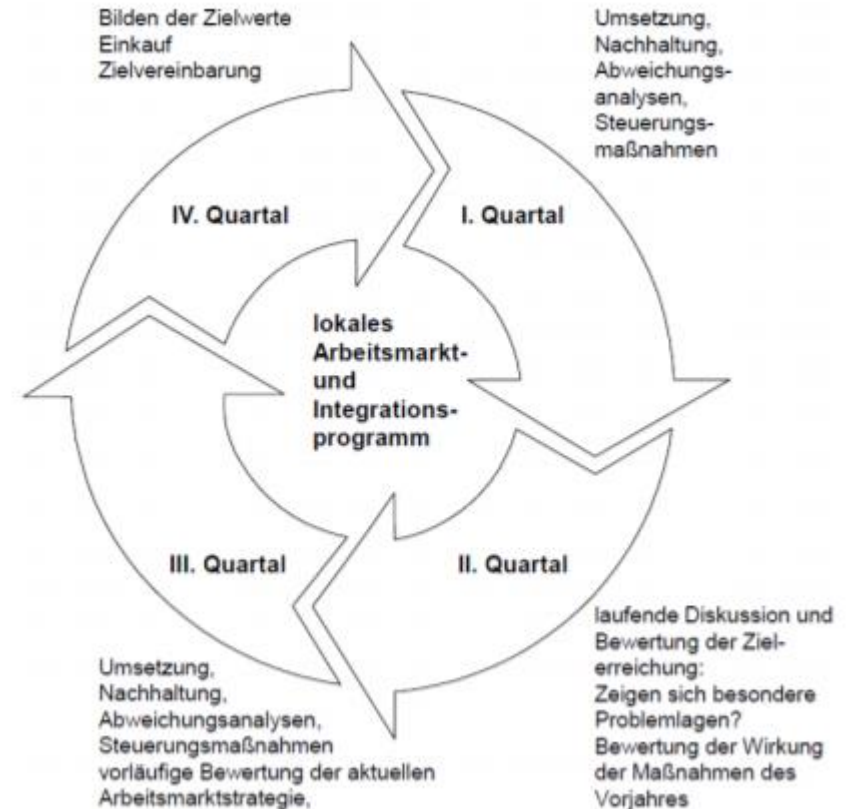 Bilden der Zielwerte
Einkauf
Zielvereinbarung
Umsetzung,
Nachhaltung,
Abweichungs-
analysen,
Steuerungs-
maßnahmen
IV. Quartal
I. Quartal
lokales
Arbeitsmarkt-
und
Integrations-
programm
III. Quartal
II. Quartal
Umsetzung,
Nachhaltung,
Abweichungsanalysen,
Steuerungsmaßnahmen
vorläufige Bewertung der aktuellen
Arbeitsmarktstrategie,
laufende Diskussion und
Bewertung der Ziel-
erreichung:
Zeigen sich besondere
Problemlagen?
Bewertung der Wirkung
der Maßnahmen des
Vorjahres